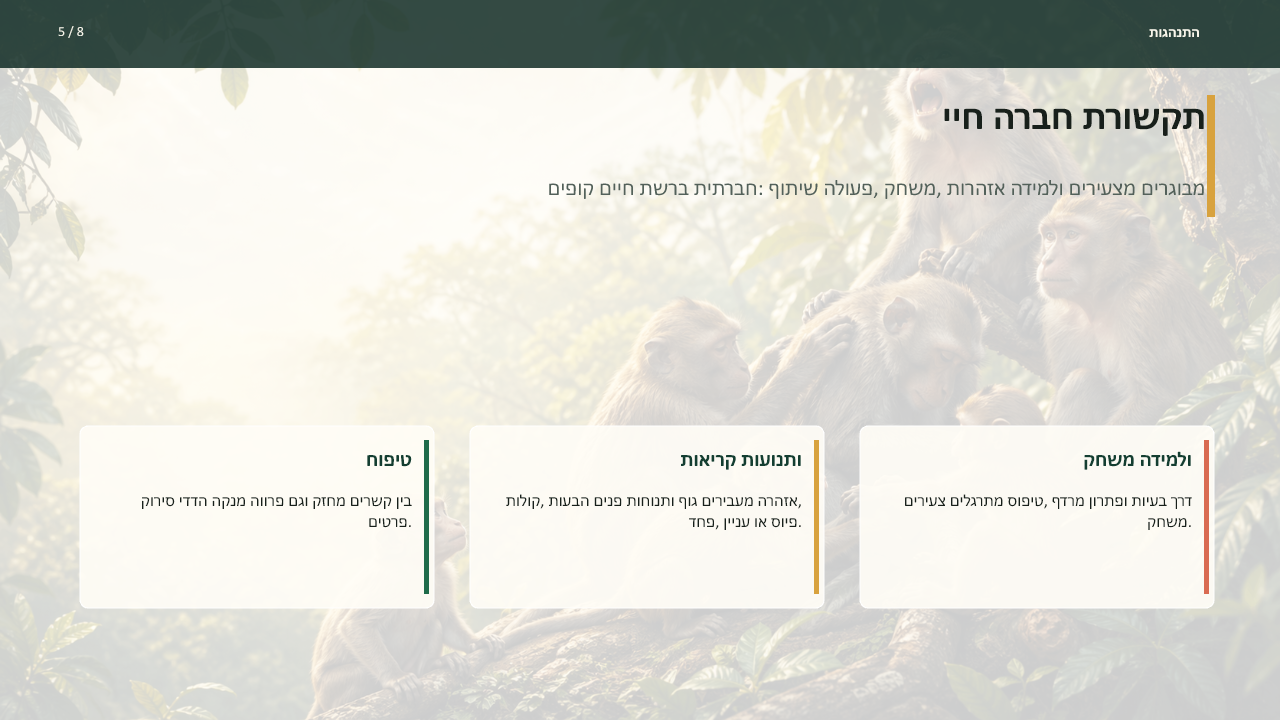 התנהגות
5 / 8
תקשורת חברה חיי
מבוגרים מצעירים ולמידה אזהרות ,משחק ,פעולה שיתוף :חברתית ברשת חיים קופים
ולמידה משחק
דרך בעיות ופתרון מרדף ,טיפוס מתרגלים צעירים
.משחק
ותנועות קריאות
,אזהרה מעבירים גוף ותנוחות פנים הבעות ,קולות
.פיוס או עניין ,פחד
טיפוח
בין קשרים מחזק וגם פרווה מנקה הדדי סירוק
.פרטים